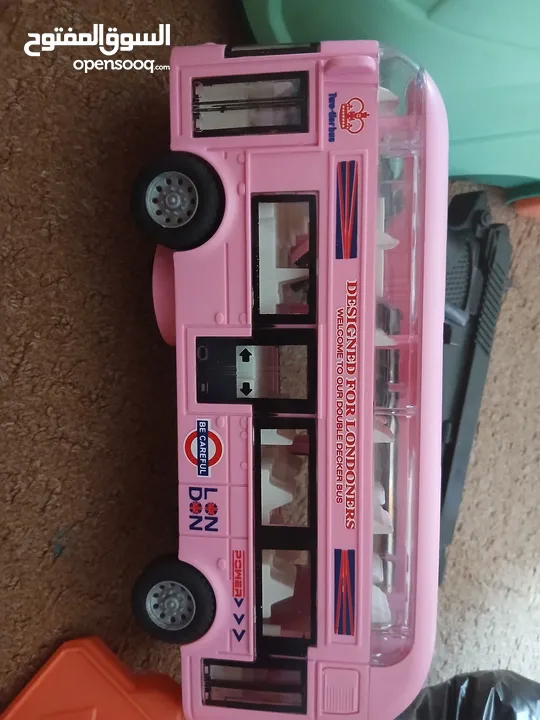 السوق المفتوح
opensooq.com
Two-tier bus
DESIGNED FOR LONDONERS
WELCOME TO OUR DOUBLE DECKER BUS
BE CAREFUL
LON
DON
POWER >>>